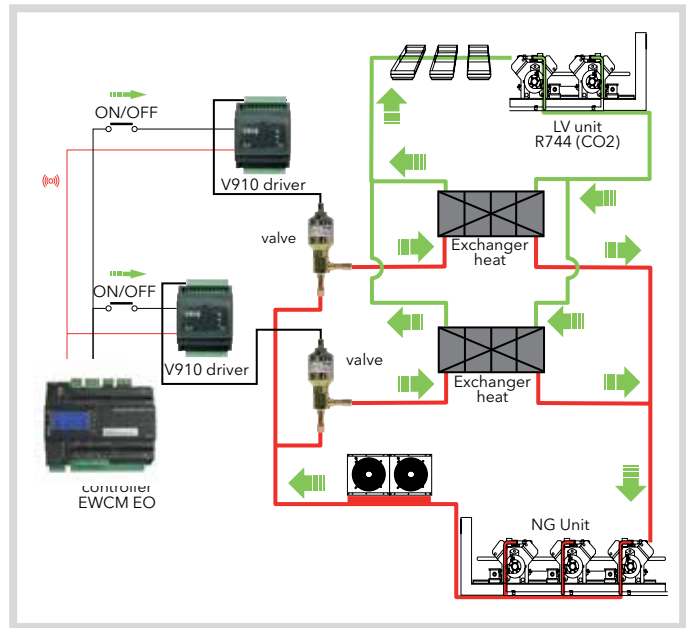 ON/OFF
V910 driver
LV unit
R744 (CO2)
valve
Exchanger
heat
ON/OFF
V910 driver
valve
Exchanger
heat
controller
EWCM EO
NG Unit